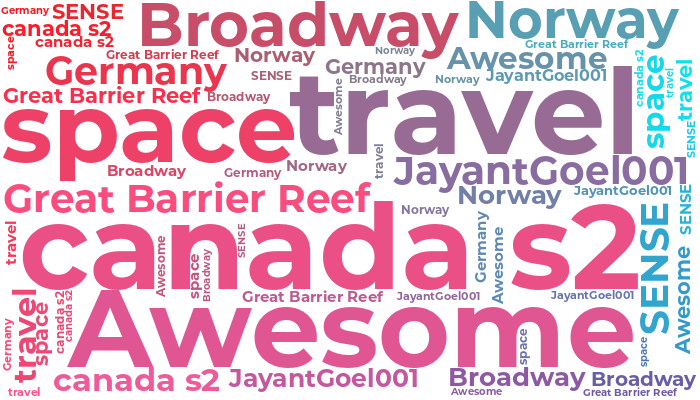 Germany
SENSE
Broadway
Norway
canada s2
canada s2
space
Great Barrier Reef
Norway
Norway
Great Barrier Reef
Awesome
Germany
Germany
SENSE
Broadway
Norway
JayantGoel001
canada s2
space
travel
travel
SENSE
Great Barrier Reef
Broadway
Awesome
travel
space
Broadway
Germany
Norway
travel
JayantGoel001
Great Barrier Reef
Norway
JayantGoel001
Norway
SENSE
SENSE
travel
canada s2
Awesome
space
Broadway
SENSE
Germany
Awesome
Awesome
Great Barrier Reef
JayantGoel001
JayantGoel001
Germany
travel
space
canada s2
canada s2
Awesome
space
space
canada s2
JayantGoel001
Broadway
Broadway
travel
Awesome
Great Barrier Reef